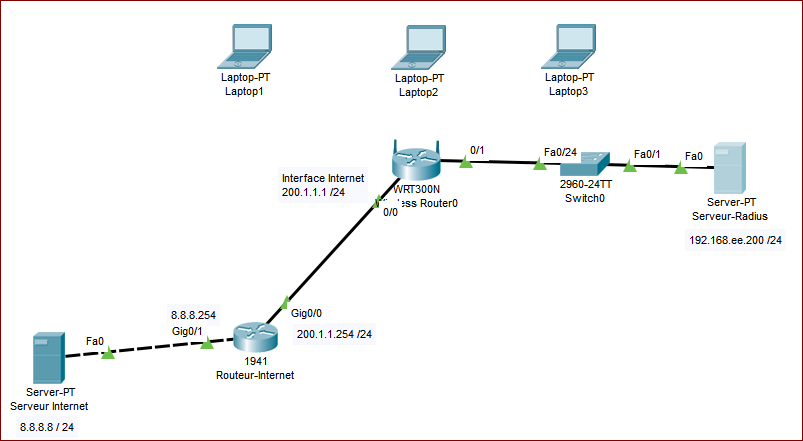 Laptop-PT
Laptop1
Laptop-PT
Laptop2
Laptop-PT
Laptop3
0/1
Fa0/24
Fa0/1
Fa0
Interface Internet
200.1.1.1 /24
WRT300N
ess Router0
0/0
2960-24TT
Switch0
Server-PT
Serveur-Radius
192.168.ee.200 /24
Gig0/0
200.1.1.254 /24
8.8.8.254
Gig0/1
Fa0
1941
Routeur-Internet
Server-PT
Serveur Internet
8.8.8.8 / 24